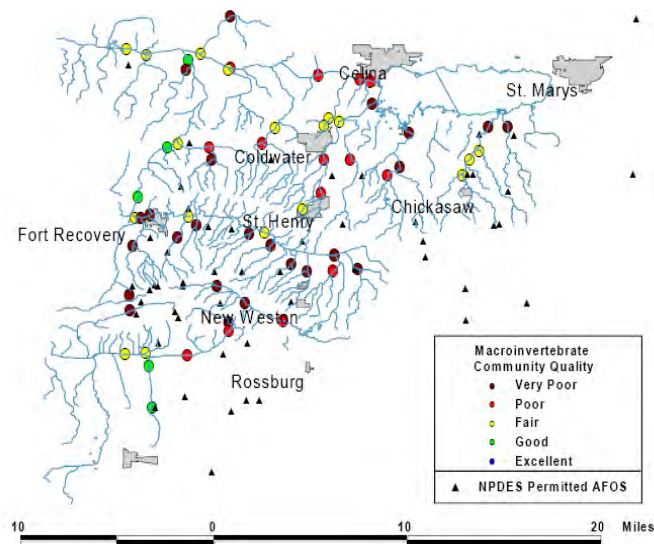 Celina
St. Marys
Coldwater
Chickasaw
St. Henry
Fort Recovery
New Weston
Rossburg
Macroinvertebrate
Community Quality
Very Poor
Poor
Fair
Good
Excellent
NPDES Permitted AFOS
10 0 10 20 Miles